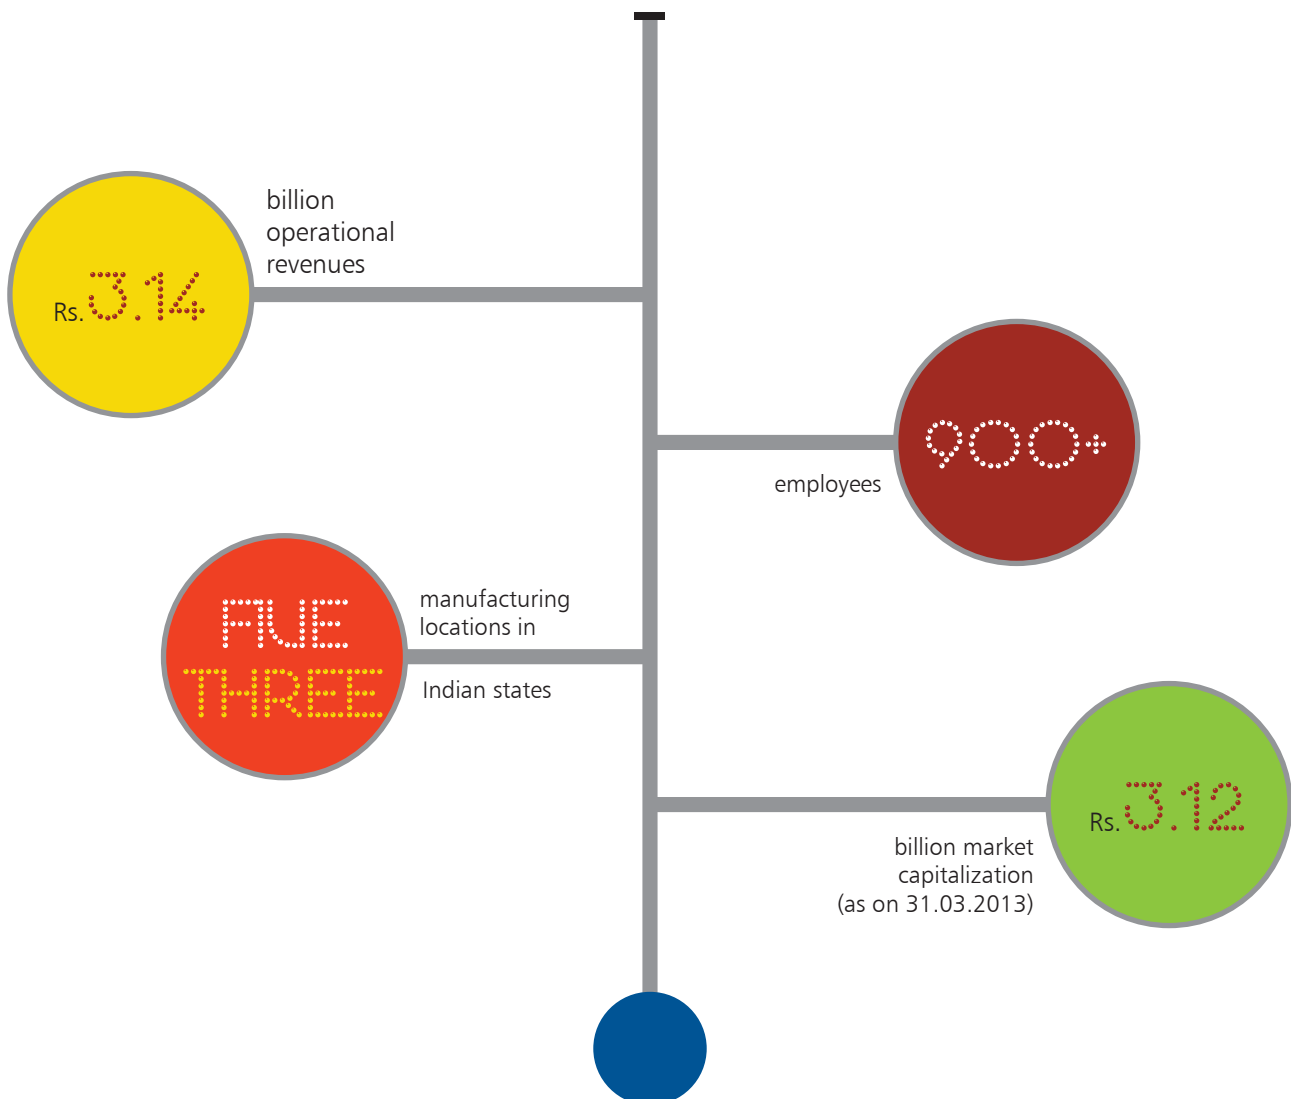 billion
operational
revenues
Rs. 3.14
900+
employees
FIVE
manufacturing
locations in
THREE
Indian states
Rs. 3.12
billion market
capitalization
(as on 31.03.2013)